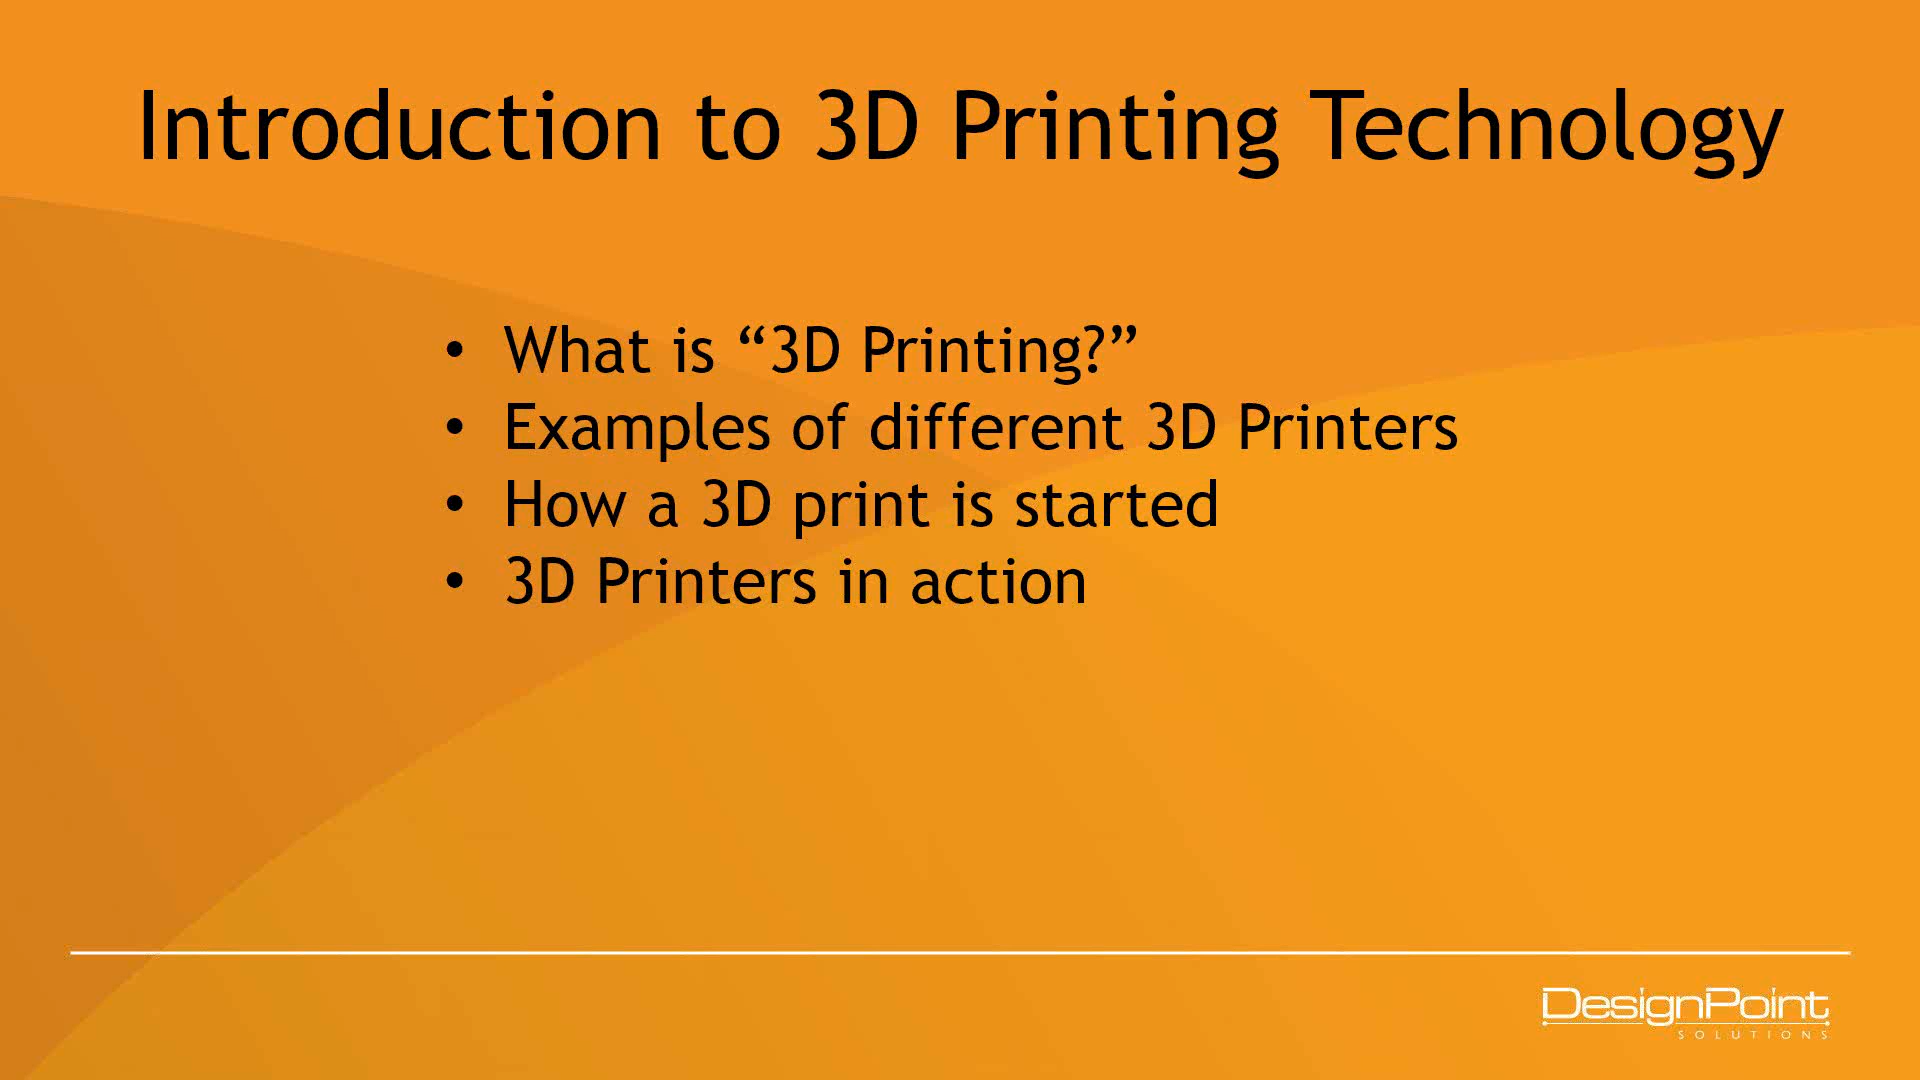 Introduction to 3D Printing Technology
• What is “3D Printing?”
• Examples of different 3D Printers
• How a 3D print is started
• 3D Printers in action
DesignPoint
SOLUTIONS